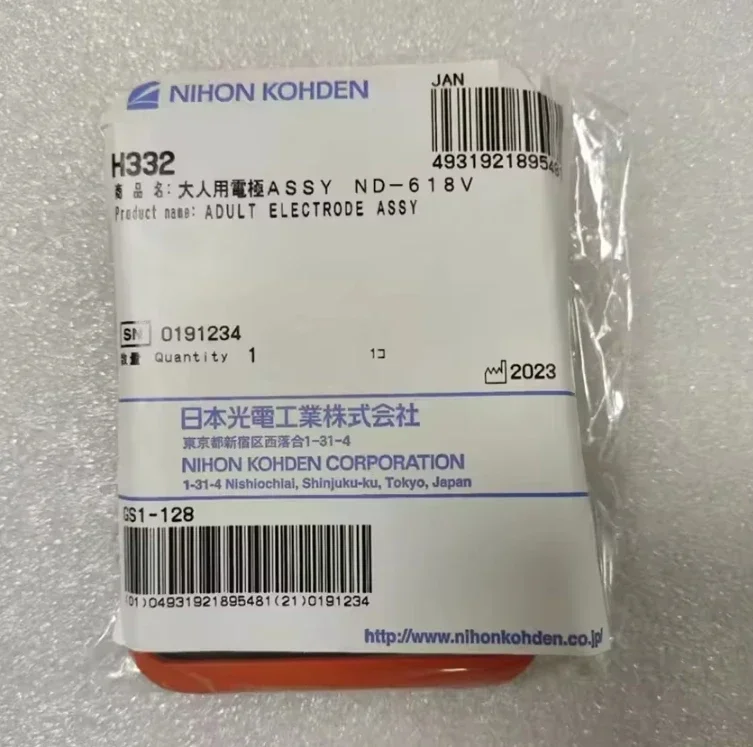 NIHON KOHDEN
JAN
4931921895481
H332
商 品 名: 大人用電極ASSY ND-618V
Product name: ADULT ELECTRODE ASSY
SN 0191234
数量 Quantity 1 1コ
2023
日本光電工業株式会社
東京都新宿区西落合1-31-4
NIHON KOHDEN CORPORATION
1-31-4 Nishiochiai, Shinjuku-ku, Tokyo, Japan
GS1-128
(01)04931921895481(21)0191234
http://www.nihonkohden.co.jp/